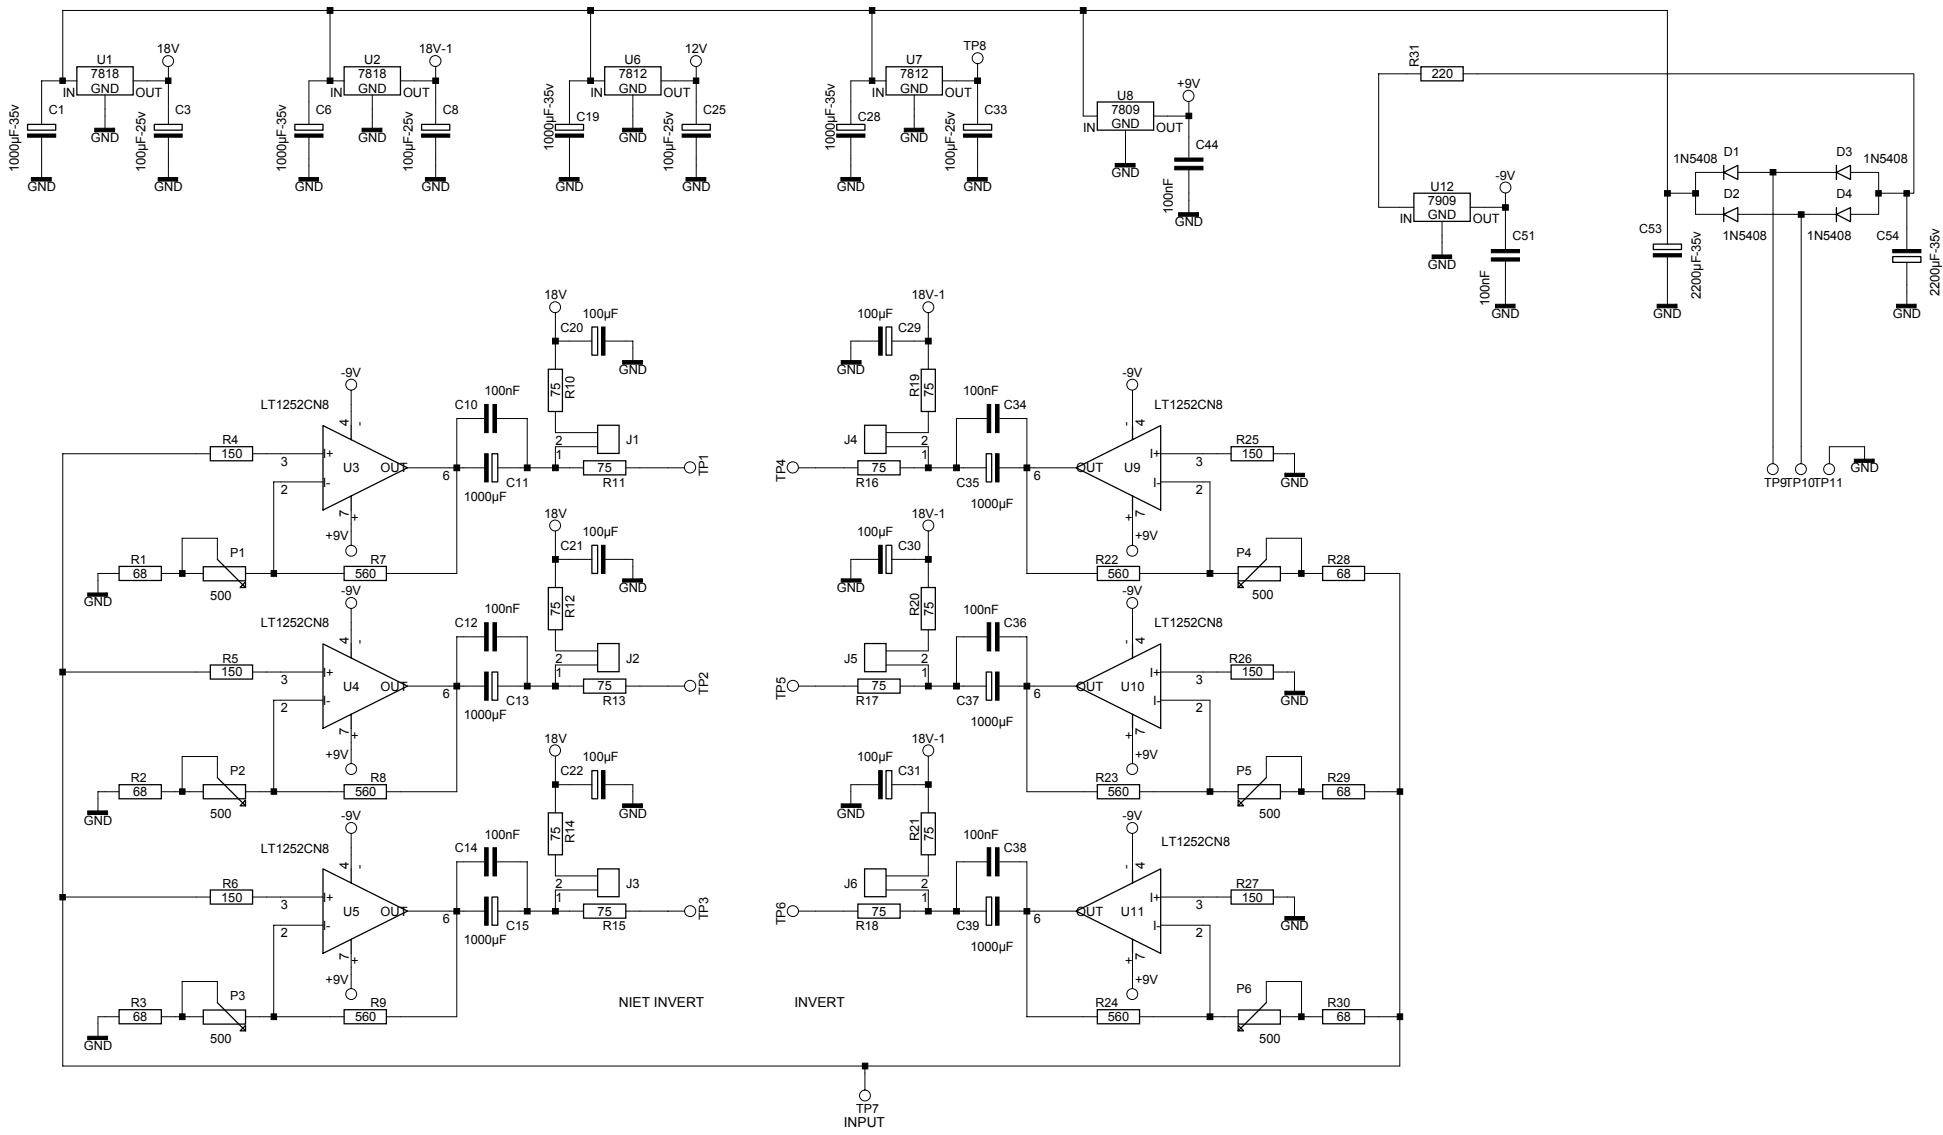 U1
7818
GND
IN
OUT
18V
C1
1000µF-35v
C3
100µF-25v
GND
GND
GND
U2
7818
GND
IN
OUT
18V-1
C6
1000µF-35v
C8
100µF-25v
GND
GND
GND
U6
7812
GND
IN
OUT
12V
C19
1000µF-35v
C25
100µF-25v
GND
GND
GND
U7
7812
GND
IN
OUT
TP8
C28
1000µF-35v
C33
100µF-25v
GND
GND
GND
U8
7809
GND
IN
OUT
+9V
C44
100nF
GND
GND
R31
220
U12
7909
GND
IN
OUT
-9V
C51
100nF
GND
GND
D1
1N5408
D3
1N5408
D2
1N5408
D4
1N5408
C53
2200µF-35v
GND
C54
2200µF-35v
GND
TP9
TP10
TP11
GND
18V
C20
100µF
GND
75
R10
-9V
LT1252CN8
4
-
R4
150
3
I+
U3
OUT
2
I-
6
7
+
+9V
C10
100nF
C11
1000µF
2
1
J1
75
R11
TP1
R1
68
GND
P1
500
R7
560
18V
C21
100µF
GND
75
R12
-9V
LT1252CN8
4
-
R5
150
3
I+
U4
OUT
2
I-
6
7
+
+9V
C12
100nF
C13
1000µF
2
1
J2
75
R13
TP2
R2
68
GND
P2
500
R8
560
18V
C22
100µF
GND
75
R14
-9V
LT1252CN8
4
-
R6
150
3
I+
U5
OUT
2
I-
6
7
+
+9V
C14
100nF
C15
1000µF
2
1
J3
75
R15
TP3
R3
68
GND
P3
500
R9
560
18V-1
100µF
C29
GND
R19
75
J4
2
1
TP4
75
R16
100nF
C34
C35
1000µF
-9V
LT1252CN8
4
-
OUT
U9
I+
I-
6
3
2
7
+
+9V
R25
150
GND
R22
560
P4
500
R28
68
18V-1
100µF
C30
GND
R20
75
J5
2
1
TP5
75
R17
100nF
C36
C37
1000µF
-9V
LT1252CN8
4
-
OUT
U10
I+
I-
6
3
2
7
+
+9V
R26
150
GND
R23
560
P5
500
R29
68
18V-1
100µF
C31
GND
R21
75
J6
2
1
TP6
75
R18
100nF
C38
C39
1000µF
-9V
LT1252CN8
4
-
OUT
U11
I+
I-
6
3
2
7
+
+9V
R27
150
GND
R24
560
P6
500
R30
68
NIET INVERT
INVERT
TP7
INPUT